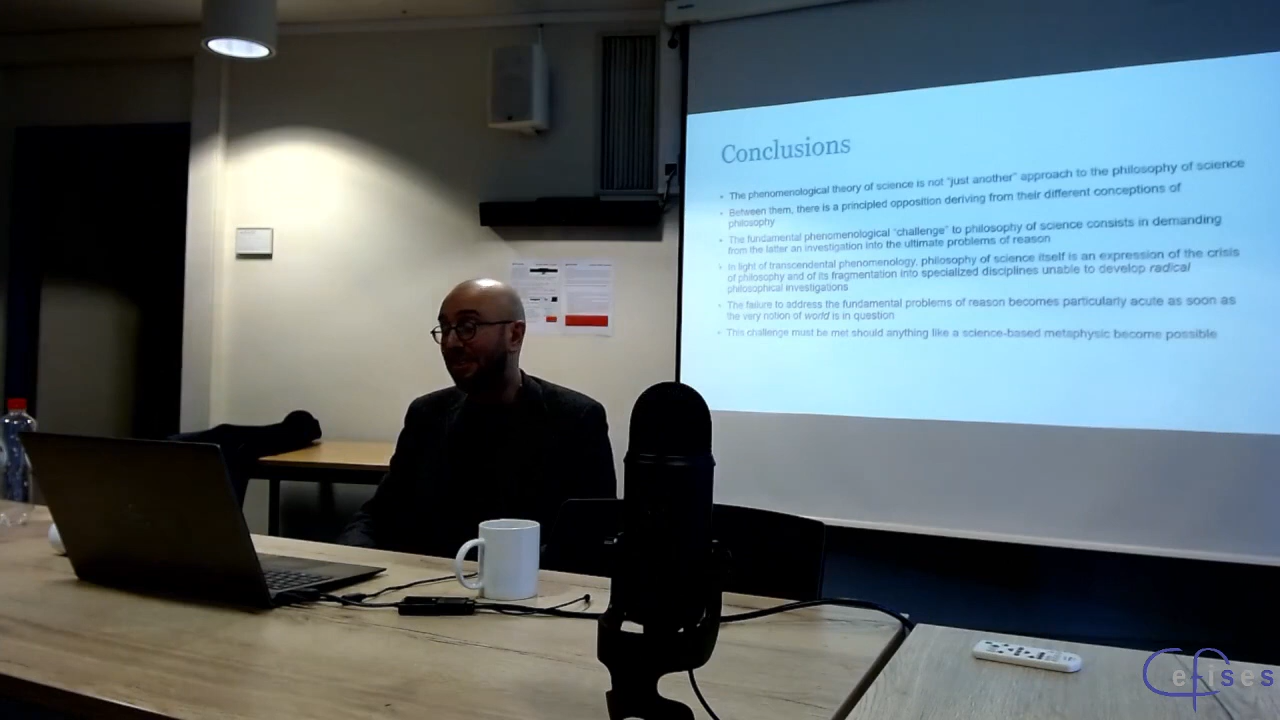 Conclusions
• The phenomenological theory of science is not "just another" approach to the philosophy of science
• Between them, there is a principled opposition deriving from their different conceptions of
philosophy
• The fundamental phenomenological "challenge" to philosophy of science consists in demanding
from the latter an investigation into the ultimate problems of reason
• In light of transcendental phenomenology, philosophy of science itself is an expression of the crisis
of philosophy and of its fragmentation into specialized disciplines unable to develop radical
philosophical investigations
• The failure to address the fundamental problems of reason becomes particularly acute as soon as
the very notion of world is in question
• This challenge must be met should anything like a science-based metaphysic become possible
Cefises